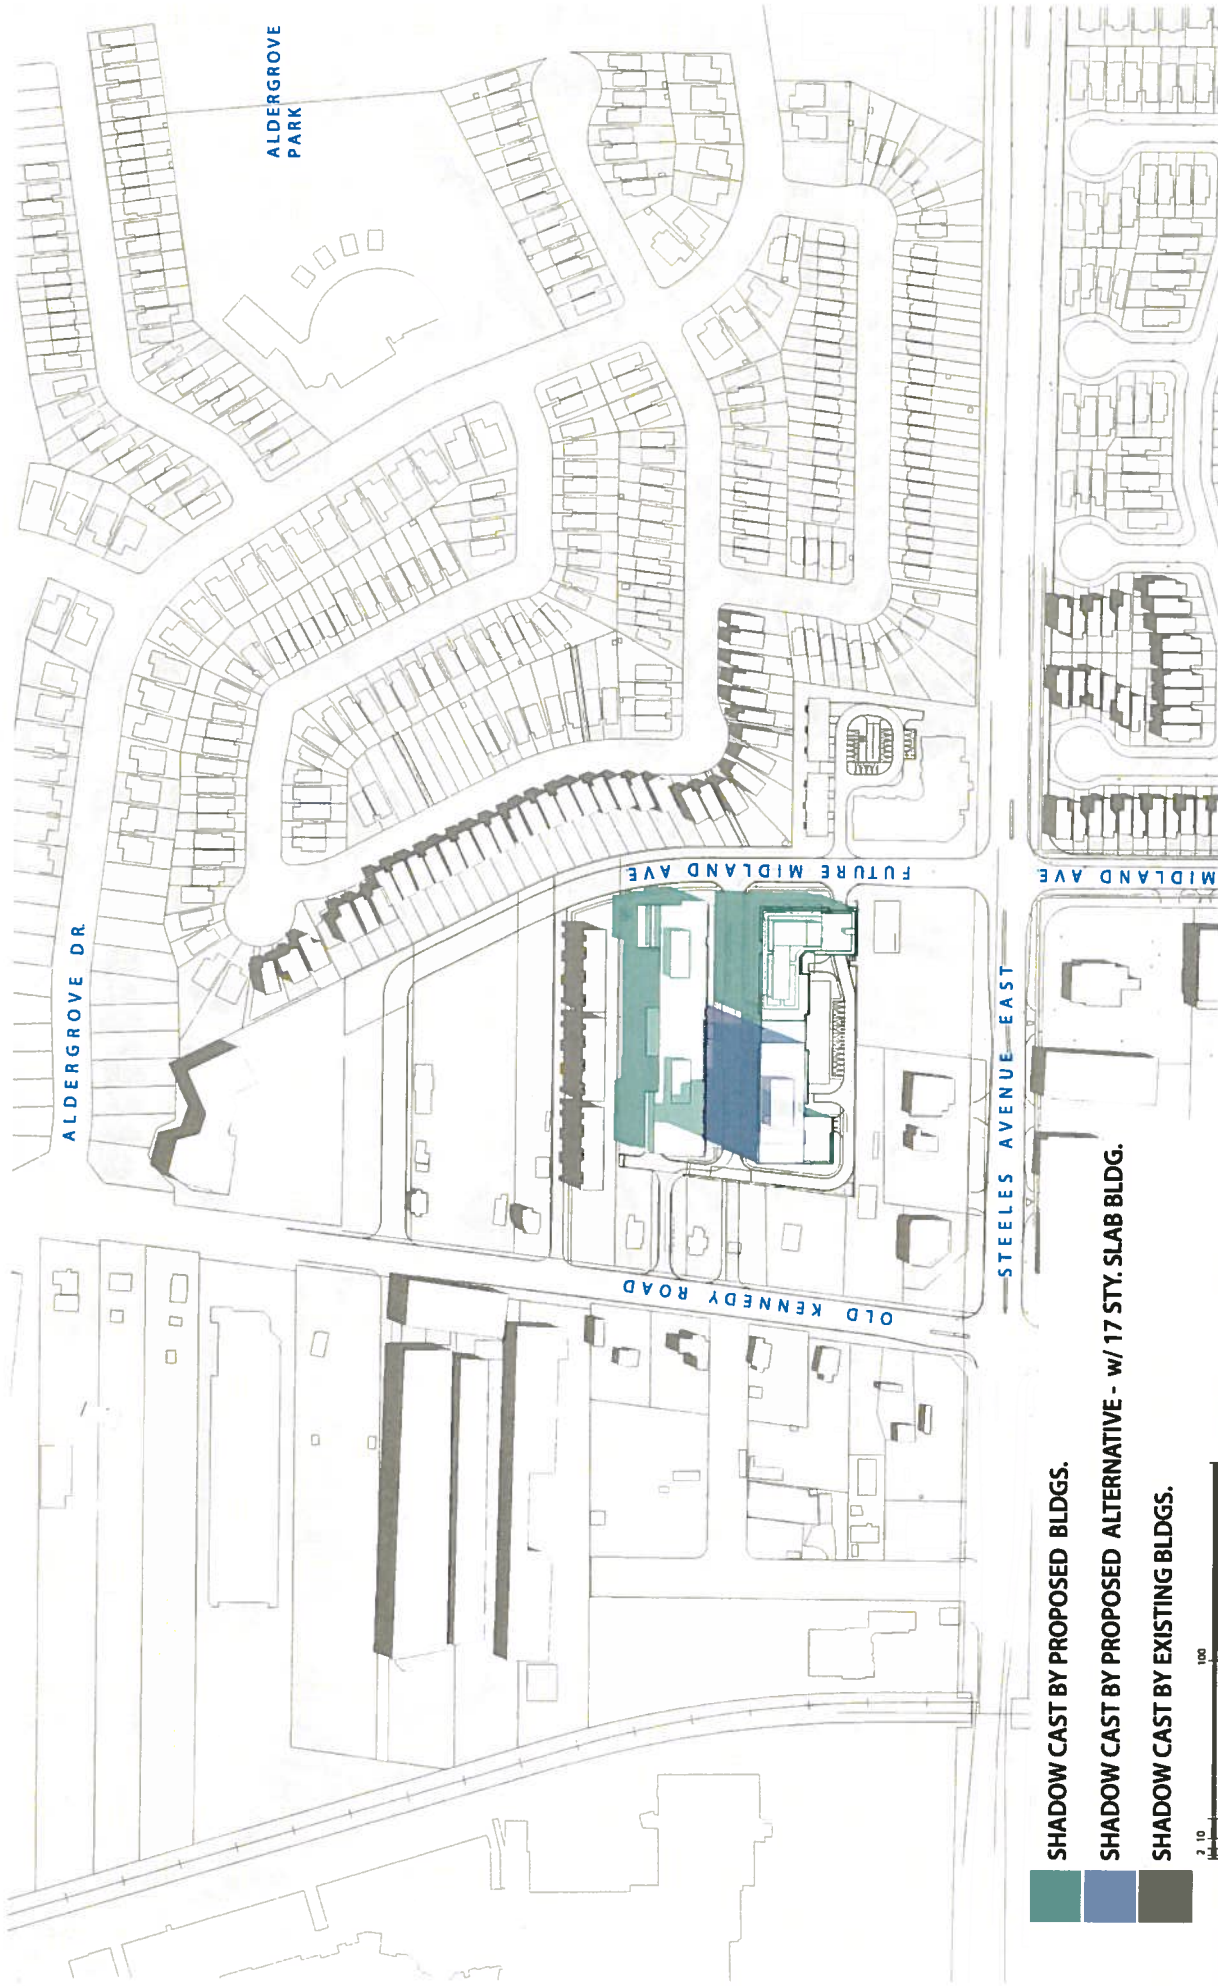 ALDERGROVE
PARK
ALDERGROVE DR.
FUTURE MIDLAND AVE
MIDLAND AVE
STEELES AVENUE EAST
OLD KENNEDY ROAD
SHADOW CAST BY PROPOSED BLDGS.
SHADOW CAST BY PROPOSED ALTERNATIVE - w/ 17 STY. SLAB BLDG.
SHADOW CAST BY EXISTING BLDGS.
2 10 100